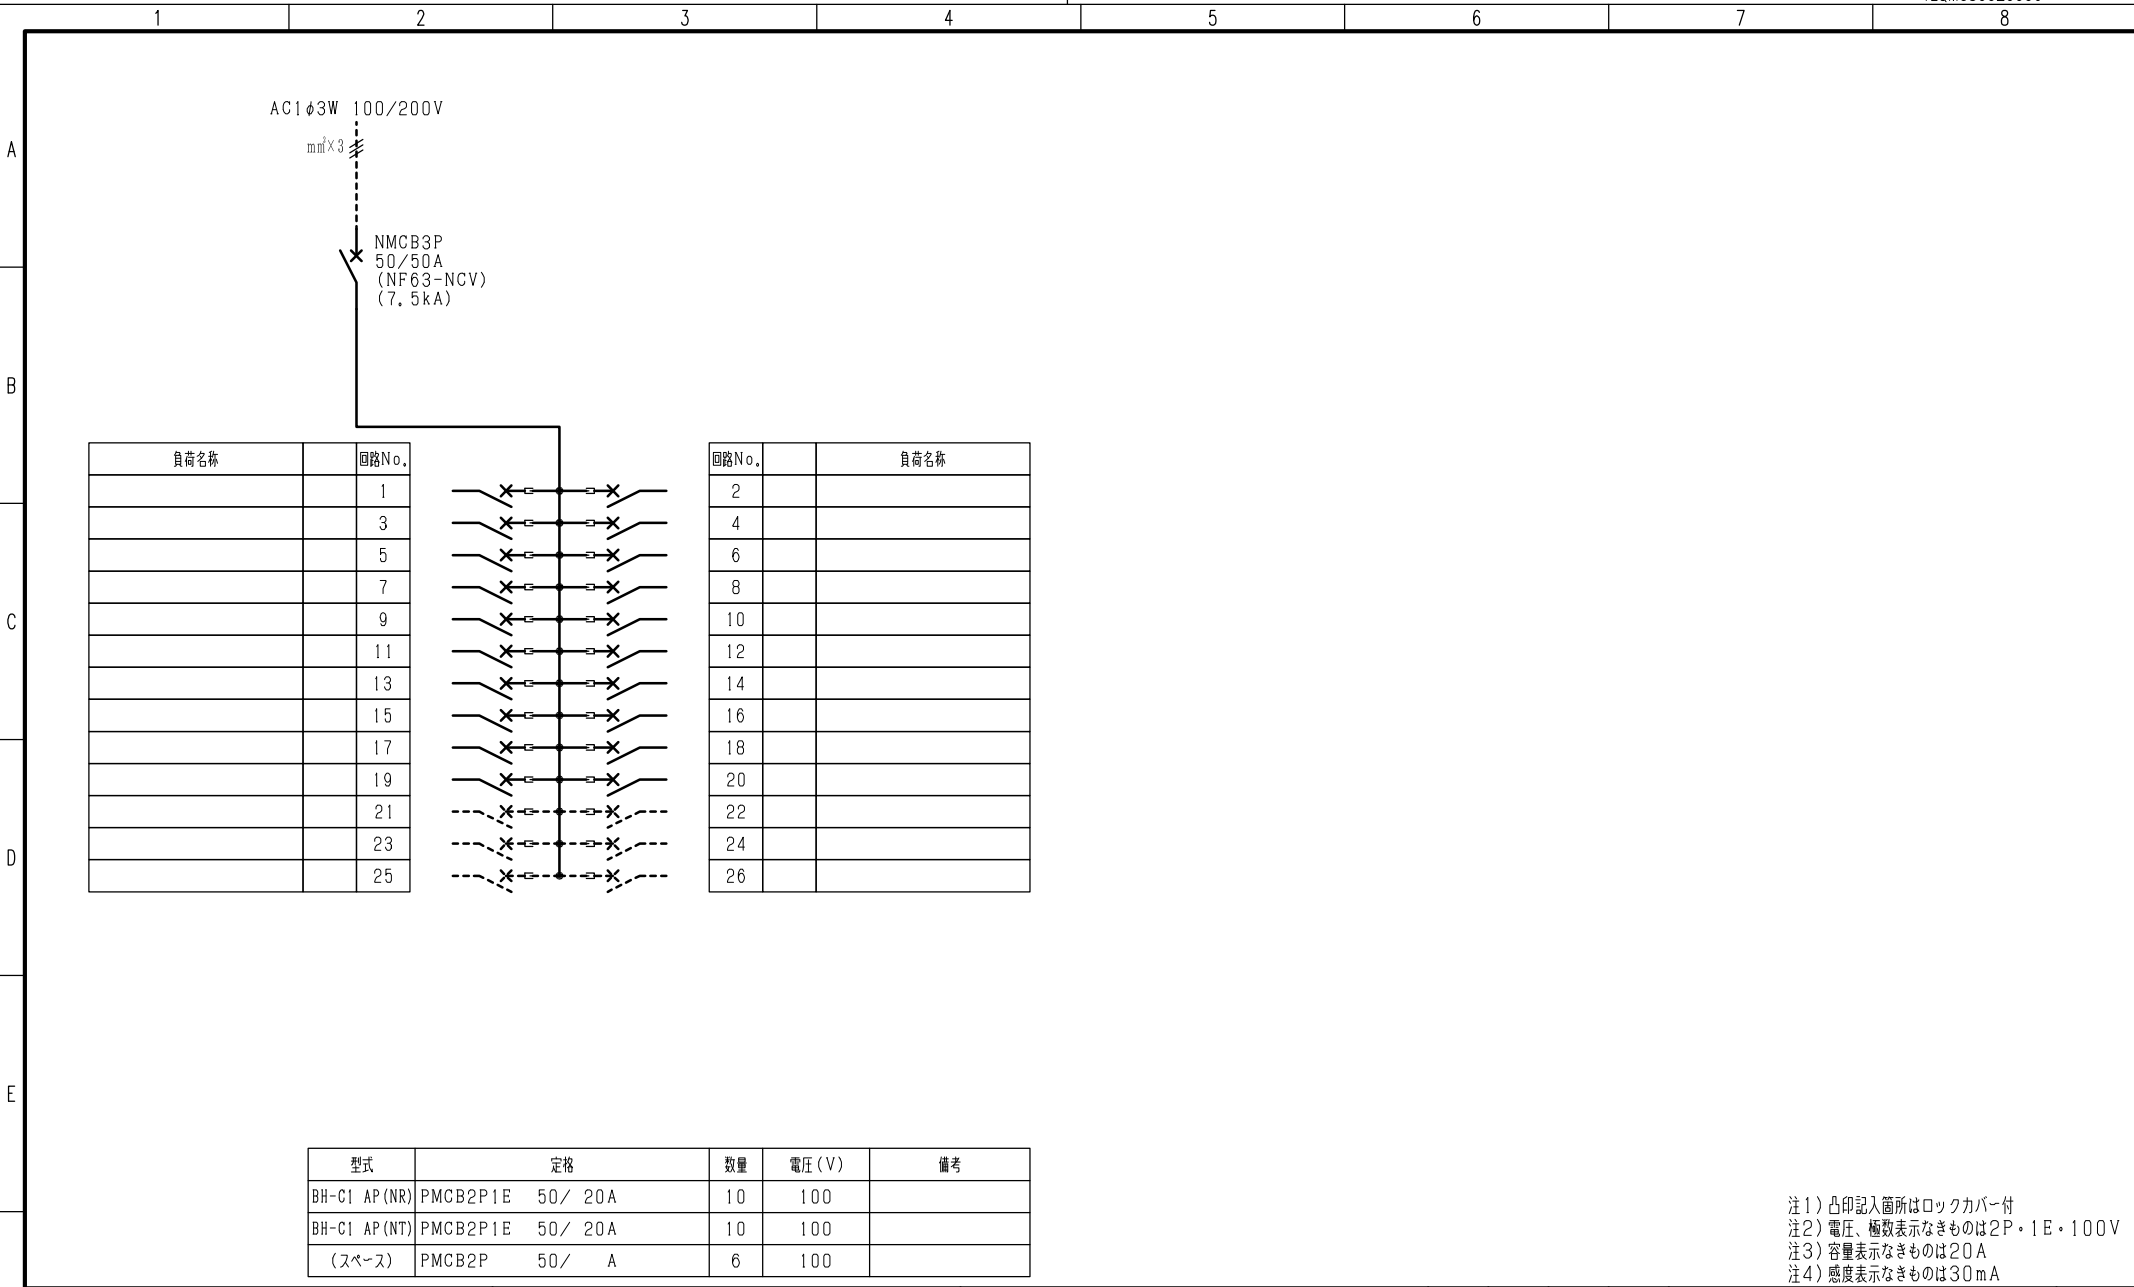 1 2 3 4 5 6 7 8
A
B
C
D
E
AC1φ3W 100/200V
mm²×3
NMCB3P
50/50A
(NF63-NCV)
(7.5kA)
負荷名称 回路No. 回路No. 負荷名称
1 2
3 4
5 6
7 8
9 10
11 12
13 14
15 16
17 18
19 20
21 22
23 24
25 26
型式 定格 数量 電圧(V) 備考
BH-C1 AP(NR) PMCB2P1E 50/ 20A 10 100
BH-C1 AP(NT) PMCB2P1E 50/ 20A 10 100
(スペース) PMCB2P 50/ A 6 100
注1)凸印記入箇所はロックカバー付
注2)電圧、極数表示なきものは2P・1E・100V
注3)容量表示なきものは20A
注4)感度表示なきものは30mA